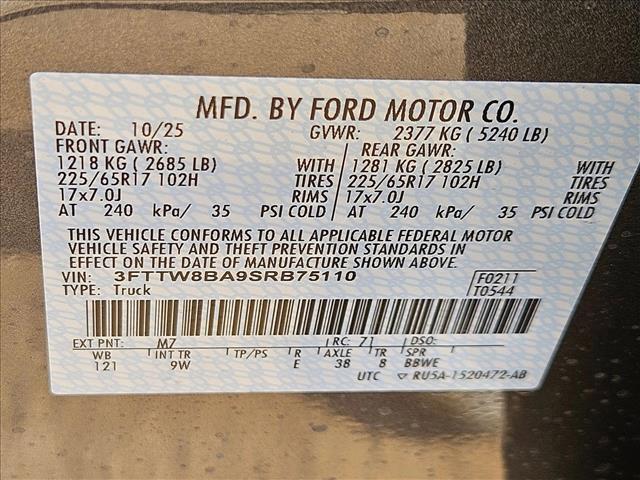 MFD. BY FORD MOTOR CO.
DATE: 10/25 GVWR: 2377 KG ( 5240 LB)
FRONT GAWR: REAR GAWR:
1218 KG ( 2685 LB) WITH 1281 KG ( 2825 LB) WITH
225/65R17 102H TIRES 225/65R17 102H TIRES
17x7.0J RIMS 17x7.0J RIMS
AT 240 kPa/ 35 PSI COLD AT 240 kPa/ 35 PSI COLD
THIS VEHICLE CONFORMS TO ALL APPLICABLE FEDERAL MOTOR
VEHICLE SAFETY AND THEFT PREVENTION STANDARDS IN
EFFECT ON THE DATE OF MANUFACTURE SHOWN ABOVE.
VIN: 3FTTW8BA9SRB75110 F0211
TYPE: Truck T0544
EXT PNT: M7 RC: 71 DSO:
WB INT TR TP/PS R AXLE TR SPR
121 9W E 38 8 BBWE
UTC ▽ RU5A-1520472-AB